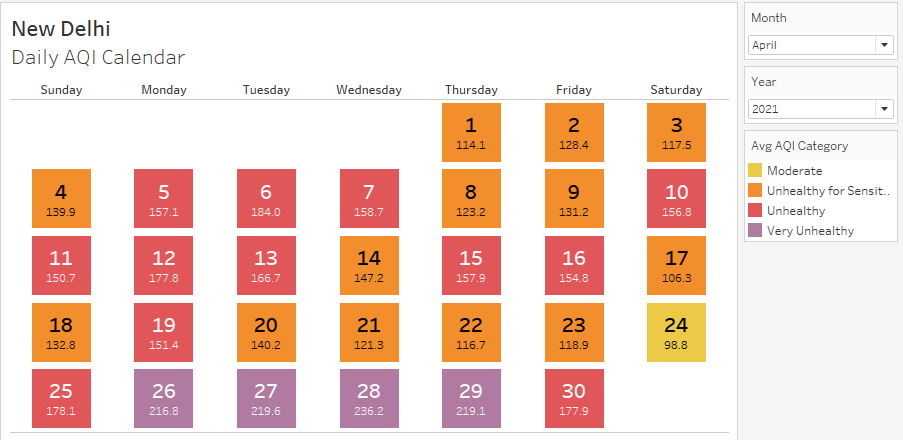 New Delhi
Daily AQI Calendar
Sunday Monday Tuesday Wednesday Thursday Friday Saturday
1 2 3
114.1 128.4 117.5
4 5 6 7 8 9 10
139.9 157.1 184.0 158.7 123.2 131.2 156.8
11 12 13 14 15 16 17
150.7 177.8 166.7 147.2 157.9 154.8 106.3
18 19 20 21 22 23 24
132.8 151.4 140.2 121.3 116.7 118.9 98.8
25 26 27 28 29 30
178.1 216.8 219.6 236.2 219.1 177.9
Month
April
Year
2021
Avg AQI Category
Moderate
Unhealthy for Sensit..
Unhealthy
Very Unhealthy